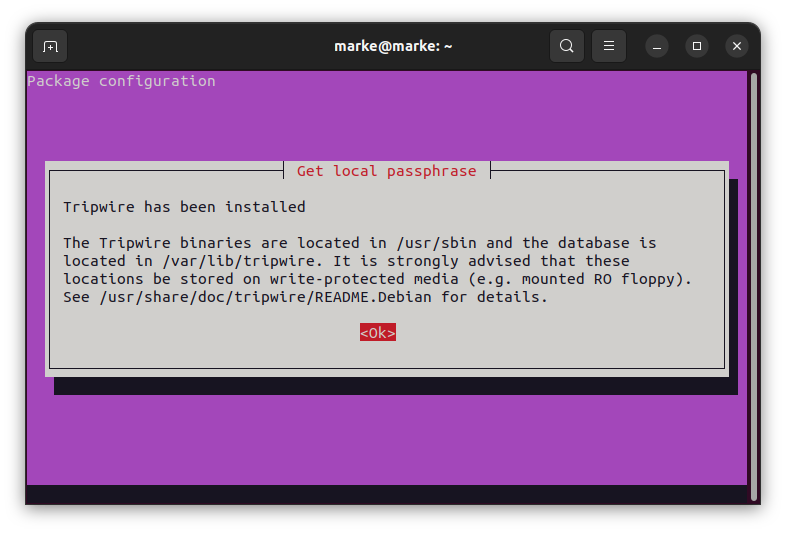 marke@marke: ~
Package configuration
Get local passphrase
Tripwire has been installed
The Tripwire binaries are located in /usr/sbin and the database is
located in /var/lib/tripwire. It is strongly advised that these
locations be stored on write-protected media (e.g. mounted RO floppy).
See /usr/share/doc/tripwire/README.Debian for details.
<Ok>